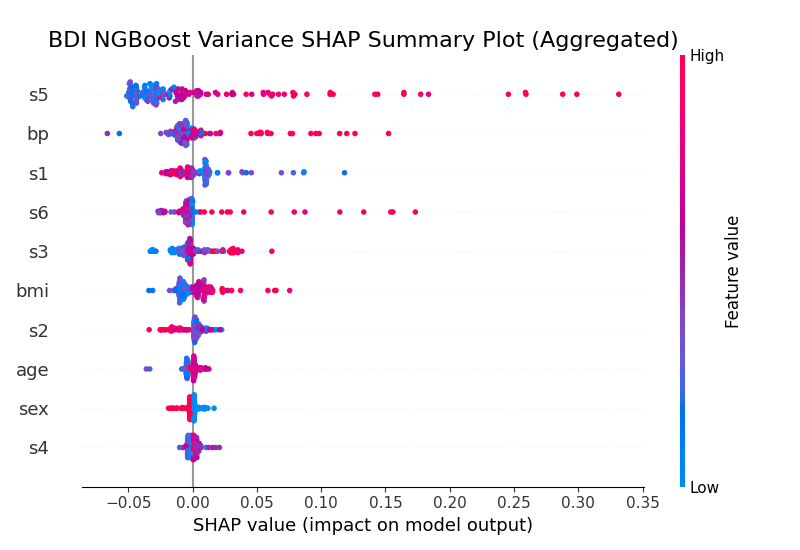 BDI NGBoost Variance SHAP Summary Plot (Aggregated)
High
s5
bp
s1
s6
s3
bmi
s2
age
sex
s4
Feature value
Low
−0.05 0.00 0.05 0.10 0.15 0.20 0.25 0.30 0.35
SHAP value (impact on model output)